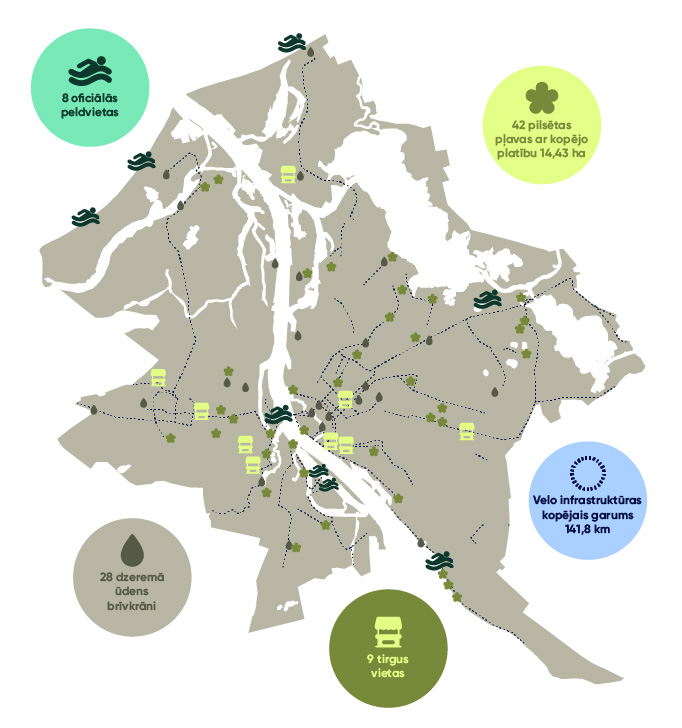 8 oficiālās
peldvietas
42 pilsētas
pļavas ar kopējo
platību 14,43 ha
Velo infrastruktūras
kopējais garums
141,8 km
28 dzeremā
ūdens
brīvkrāni
9 tirgus
vietas